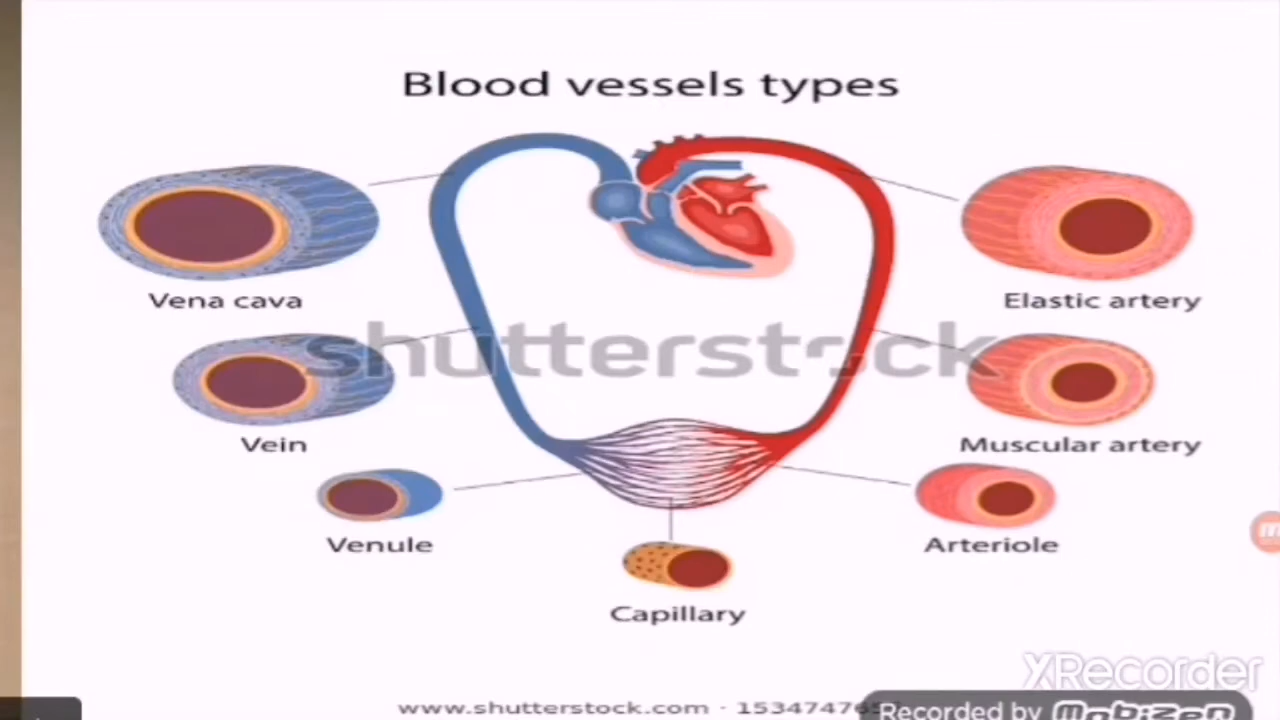 Blood vessels types
Vena cava
Elastic artery
shutterstock
Vein
Muscular artery
Venule
Arteriole
Capillary
XRecorder
www.shutterstock.com
Recorded by mobizen